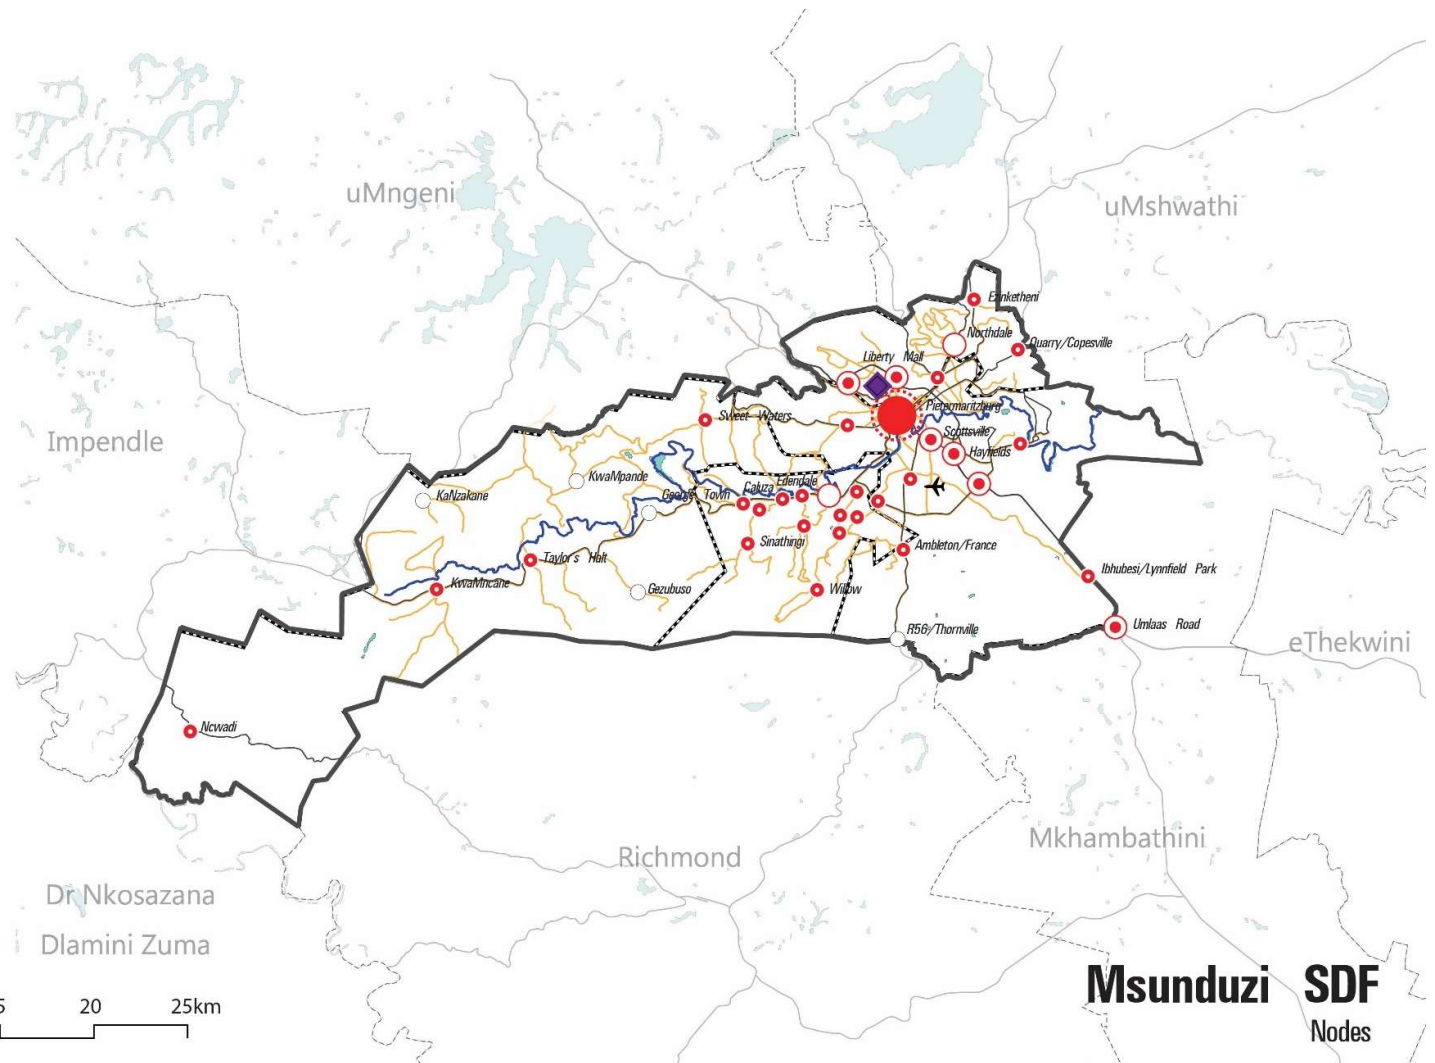 uMngeni
uMshwathi
Ezinketheni
Northdale
Quarry/Copesville
Liberty Mall
Pietermaritzburg
Sweet Waters
Scottsville
Impendle
Hayfields
KwaMpande
Edendale
Caluza
George Town
KaNzakane
Sinathingi
Ambleton/France
Taylor's Halt
Ibhubesi/Lynnfield Park
KwaMncane
Gezubuso
Willow
R56/Thornville
Umlaas Road
eThekwini
Ncwadi
Mkhambathini
Richmond
Dr Nkosazana
Dlamini Zuma
5 20 25km
Msunduzi SDF
Nodes